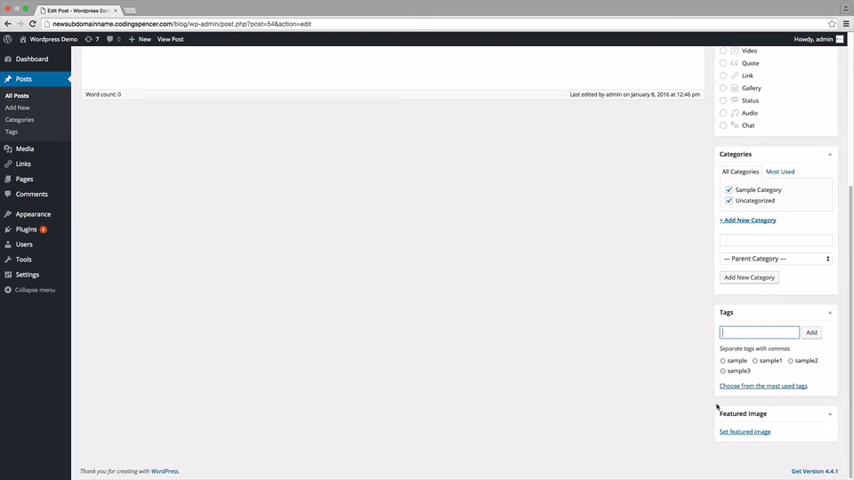 Edit Post ‹ Wordpress Demo
newsubdomainname.codingspencer.com/blog/wp-admin/post.php?post=54&action=edit
Wordpress Demo 7 0 + New View Post Howdy, admin
Dashboard
Posts
All Posts
Add New
Categories
Tags
Media
Links
Pages
Comments
Appearance
Plugins
Users
Tools
Settings
Collapse menu
Word count: 0 Last edited by admin on January 8, 2016 at 12:46 pm
Video
Quote
Link
Gallery
Status
Audio
Chat
Categories
All Categories Most Used
Sample Category
Uncategorized
+ Add New Category
— Parent Category —
Add New Category
Tags
Add
Separate tags with commas
sample sample1 sample2
sample3
Choose from the most used tags
Featured Image
Set featured image
Thank you for creating with WordPress. Get Version 4.4.1